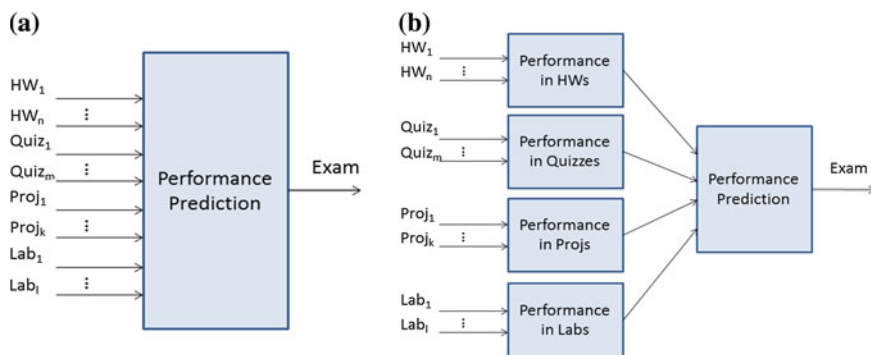 (a)
HW1
⋮
HWn
Quiz1
⋮
Quizm
Proj1
⋮
Projk
Lab1
⋮
Labl
Performance
Prediction
Exam
(b)
HW1
⋮
HWn
Performance
in HWs
Quiz1
⋮
Quizm
Performance
in Quizzes
Proj1
⋮
Projk
Performance
in Projs
Lab1
⋮
Labl
Performance
in Labs
Performance
Prediction
Exam